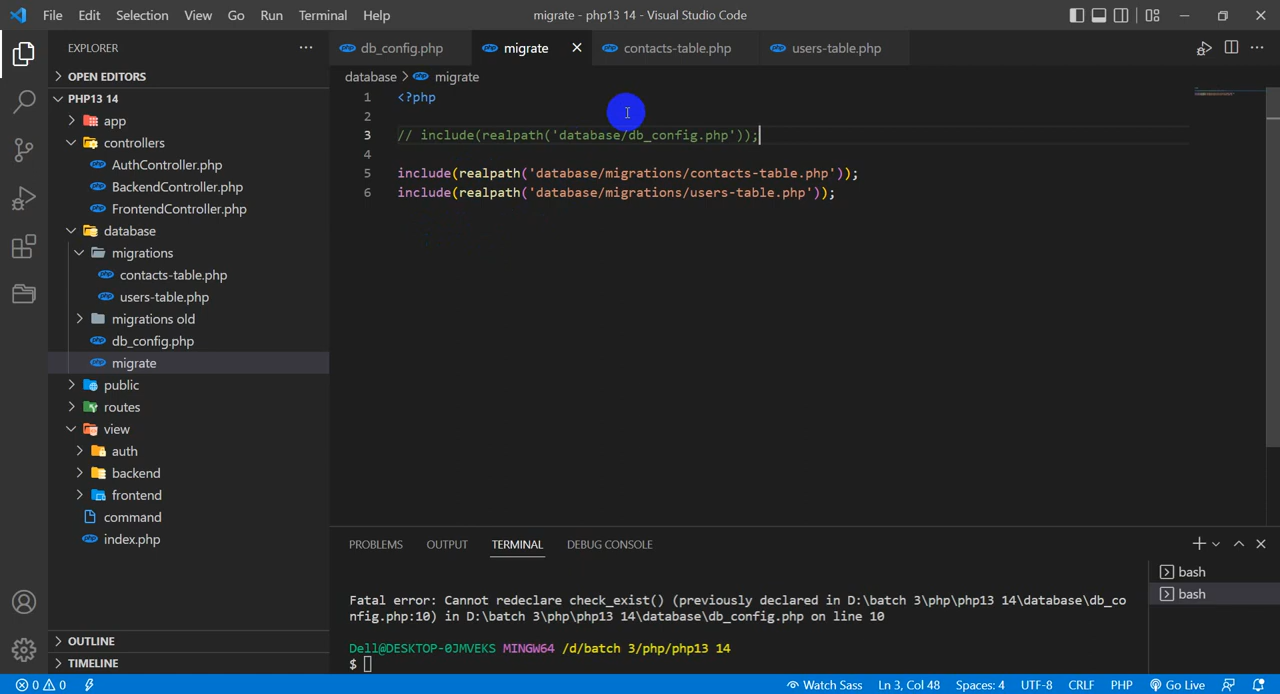 File Edit Selection View Go Run Terminal Help migrate - php13 14 - Visual Studio Code
EXPLORER
OPEN EDITORS
PHP13 14
app
controllers
AuthController.php
BackendController.php
FrontendController.php
database
migrations
contacts-table.php
users-table.php
migrations old
db_config.php
migrate
public
routes
view
auth
backend
frontend
command
index.php
OUTLINE
TIMELINE
db_config.php migrate contacts-table.php users-table.php
database > migrate
1 <?php
2
3 // include(realpath('database/db_config.php'));
4
5 include(realpath('database/migrations/contacts-table.php'));
6 include(realpath('database/migrations/users-table.php'));
PROBLEMS OUTPUT TERMINAL DEBUG CONSOLE
Fatal error: Cannot redeclare check_exist() (previously declared in D:\batch 3\php\php13 14\database\db_co
nfig.php:10) in D:\batch 3\php\php13 14\database\db_config.php on line 10
Dell@DESKTOP-0JMVEKS MINGW64 /d/batch 3/php/php13 14
$
bash
bash
0 0 Watch Sass Ln 3, Col 48 Spaces: 4 UTF-8 CRLF PHP Go Live